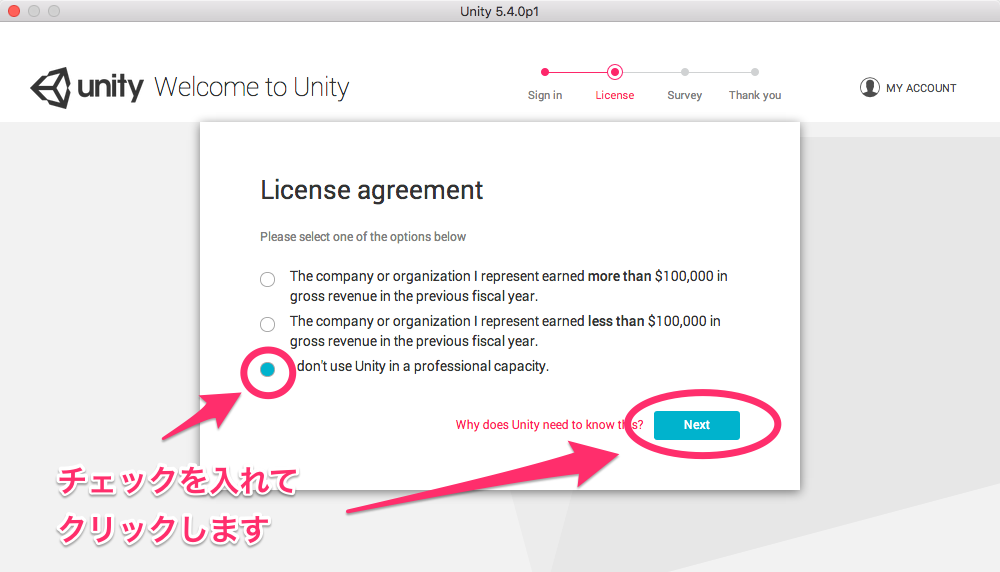 Unity 5.4.0p1
unity Welcome to Unity
Sign in
License
Survey
Thank you
MY ACCOUNT
License agreement
Please select one of the options below
The company or organization I represent earned more than $100,000 in
gross revenue in the previous fiscal year.
The company or organization I represent earned less than $100,000 in
gross revenue in the previous fiscal year.
don't use Unity in a professional capacity.
Why does Unity need to know this?
Next
チェックを入れて
クリックします